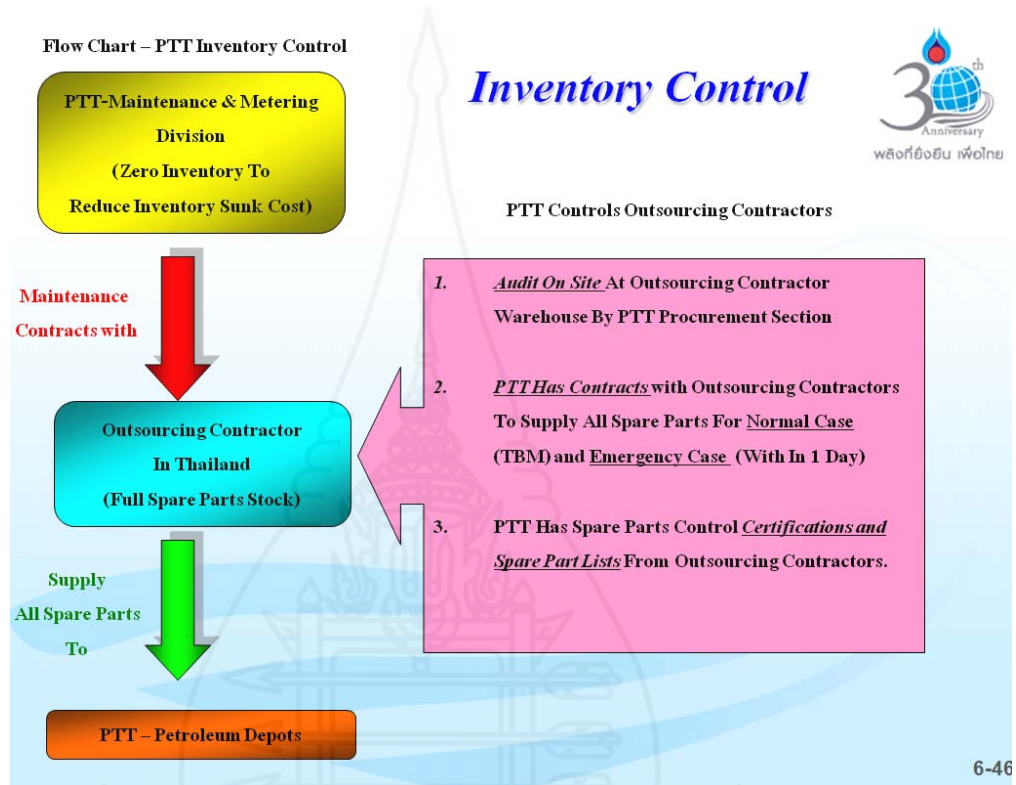 Flow Chart – PTT Inventory Control
PTT-Maintenance & Metering
Division
(Zero Inventory To
Reduce Inventory Sunk Cost)
Maintenance
Contracts with
Outsourcing Contractor
In Thailand
(Full Spare Parts Stock)
Supply
All Spare Parts
To
PTT – Petroleum Depots
Inventory Control
30th
Anniversary
พลังที่ยั่งยืน เพื่อไทย
PTT Controls Outsourcing Contractors
1. Audit On Site At Outsourcing Contractor
Warehouse By PTT Procurement Section
2. PTT Has Contracts with Outsourcing Contractors
To Supply All Spare Parts For Normal Case
(TBM) and Emergency Case (With In 1 Day)
3. PTT Has Spare Parts Control Certifications and
Spare Part Lists From Outsourcing Contractors.
6-46